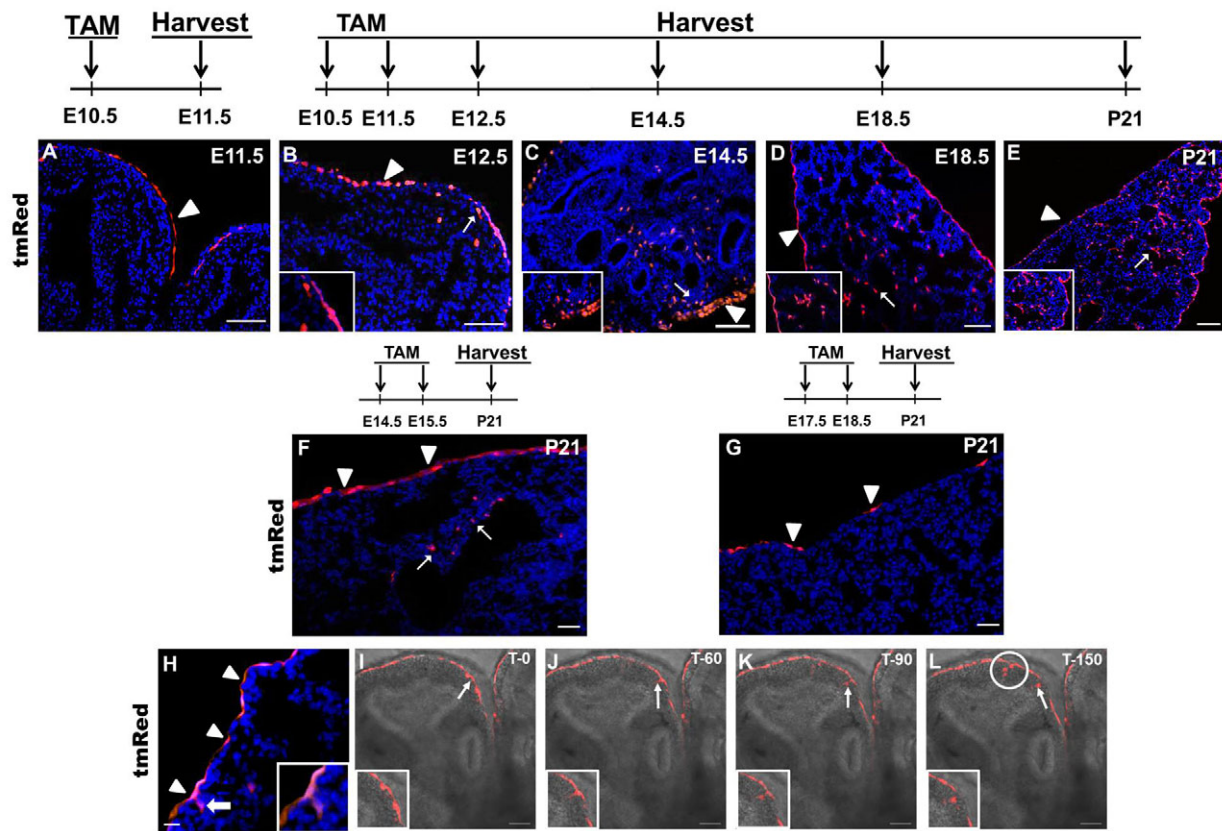 TAM Harvest TAM Harvest
E10.5 E11.5 E10.5 E11.5 E12.5 E14.5 E18.5 P21
A E11.5 B E12.5 C E14.5 D E18.5 E P21
tmRed
TAM Harvest TAM Harvest
E14.5 E15.5 P21 E17.5 E18.5 P21
F P21 G P21
tmRed
H I T-0 J T-60 K T-90 L T-150
tmRed